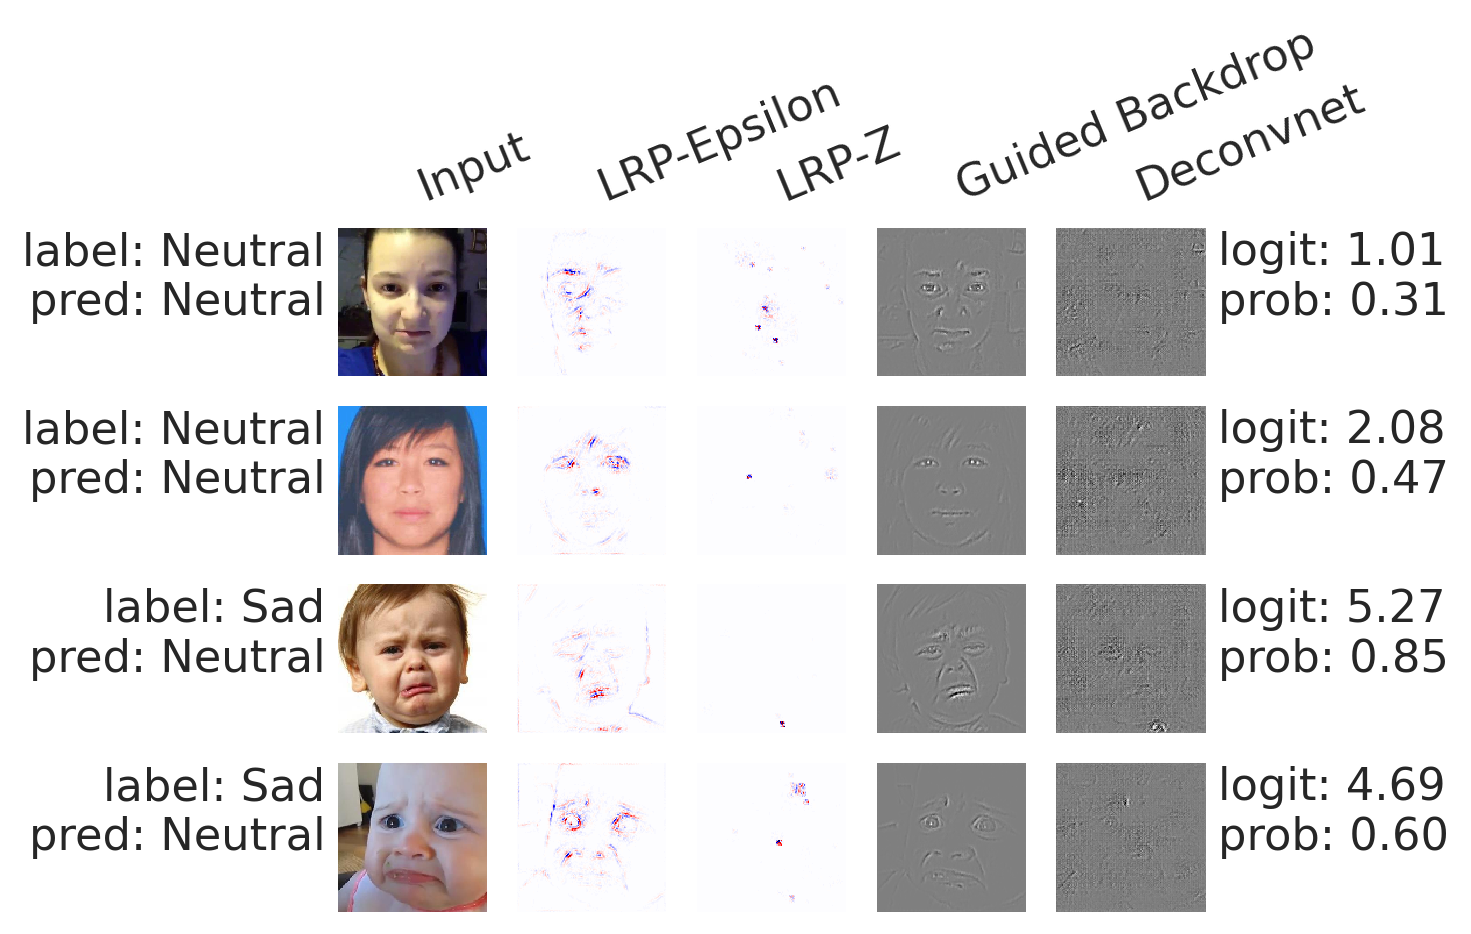 Input
LRP-Epsilon
LRP-Z
Guided Backdrop
Deconvnet
label: Neutral
pred: Neutral
logit: 1.01
prob: 0.31
label: Neutral
pred: Neutral
logit: 2.08
prob: 0.47
label: Sad
pred: Neutral
logit: 5.27
prob: 0.85
label: Sad
pred: Neutral
logit: 4.69
prob: 0.60